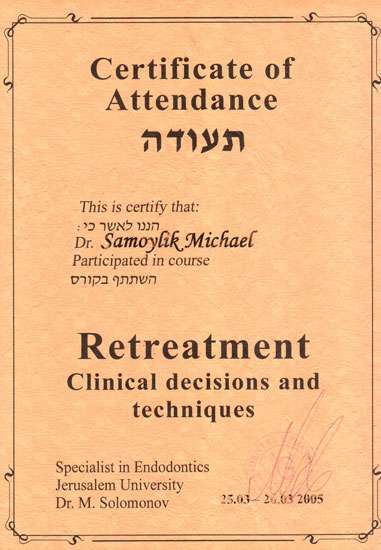 Certificate of
Attendance
תעודה
This is certify that:
הננו לאשר כי :
Dr. Samoylik Michael
Participated in course
השתתף בקורס
Retreatment
Clinical decisions and
techniques
Specialist in Endodontics
Jerusalem University
Dr. M. Solomonov
25.03 – 26.03 2005